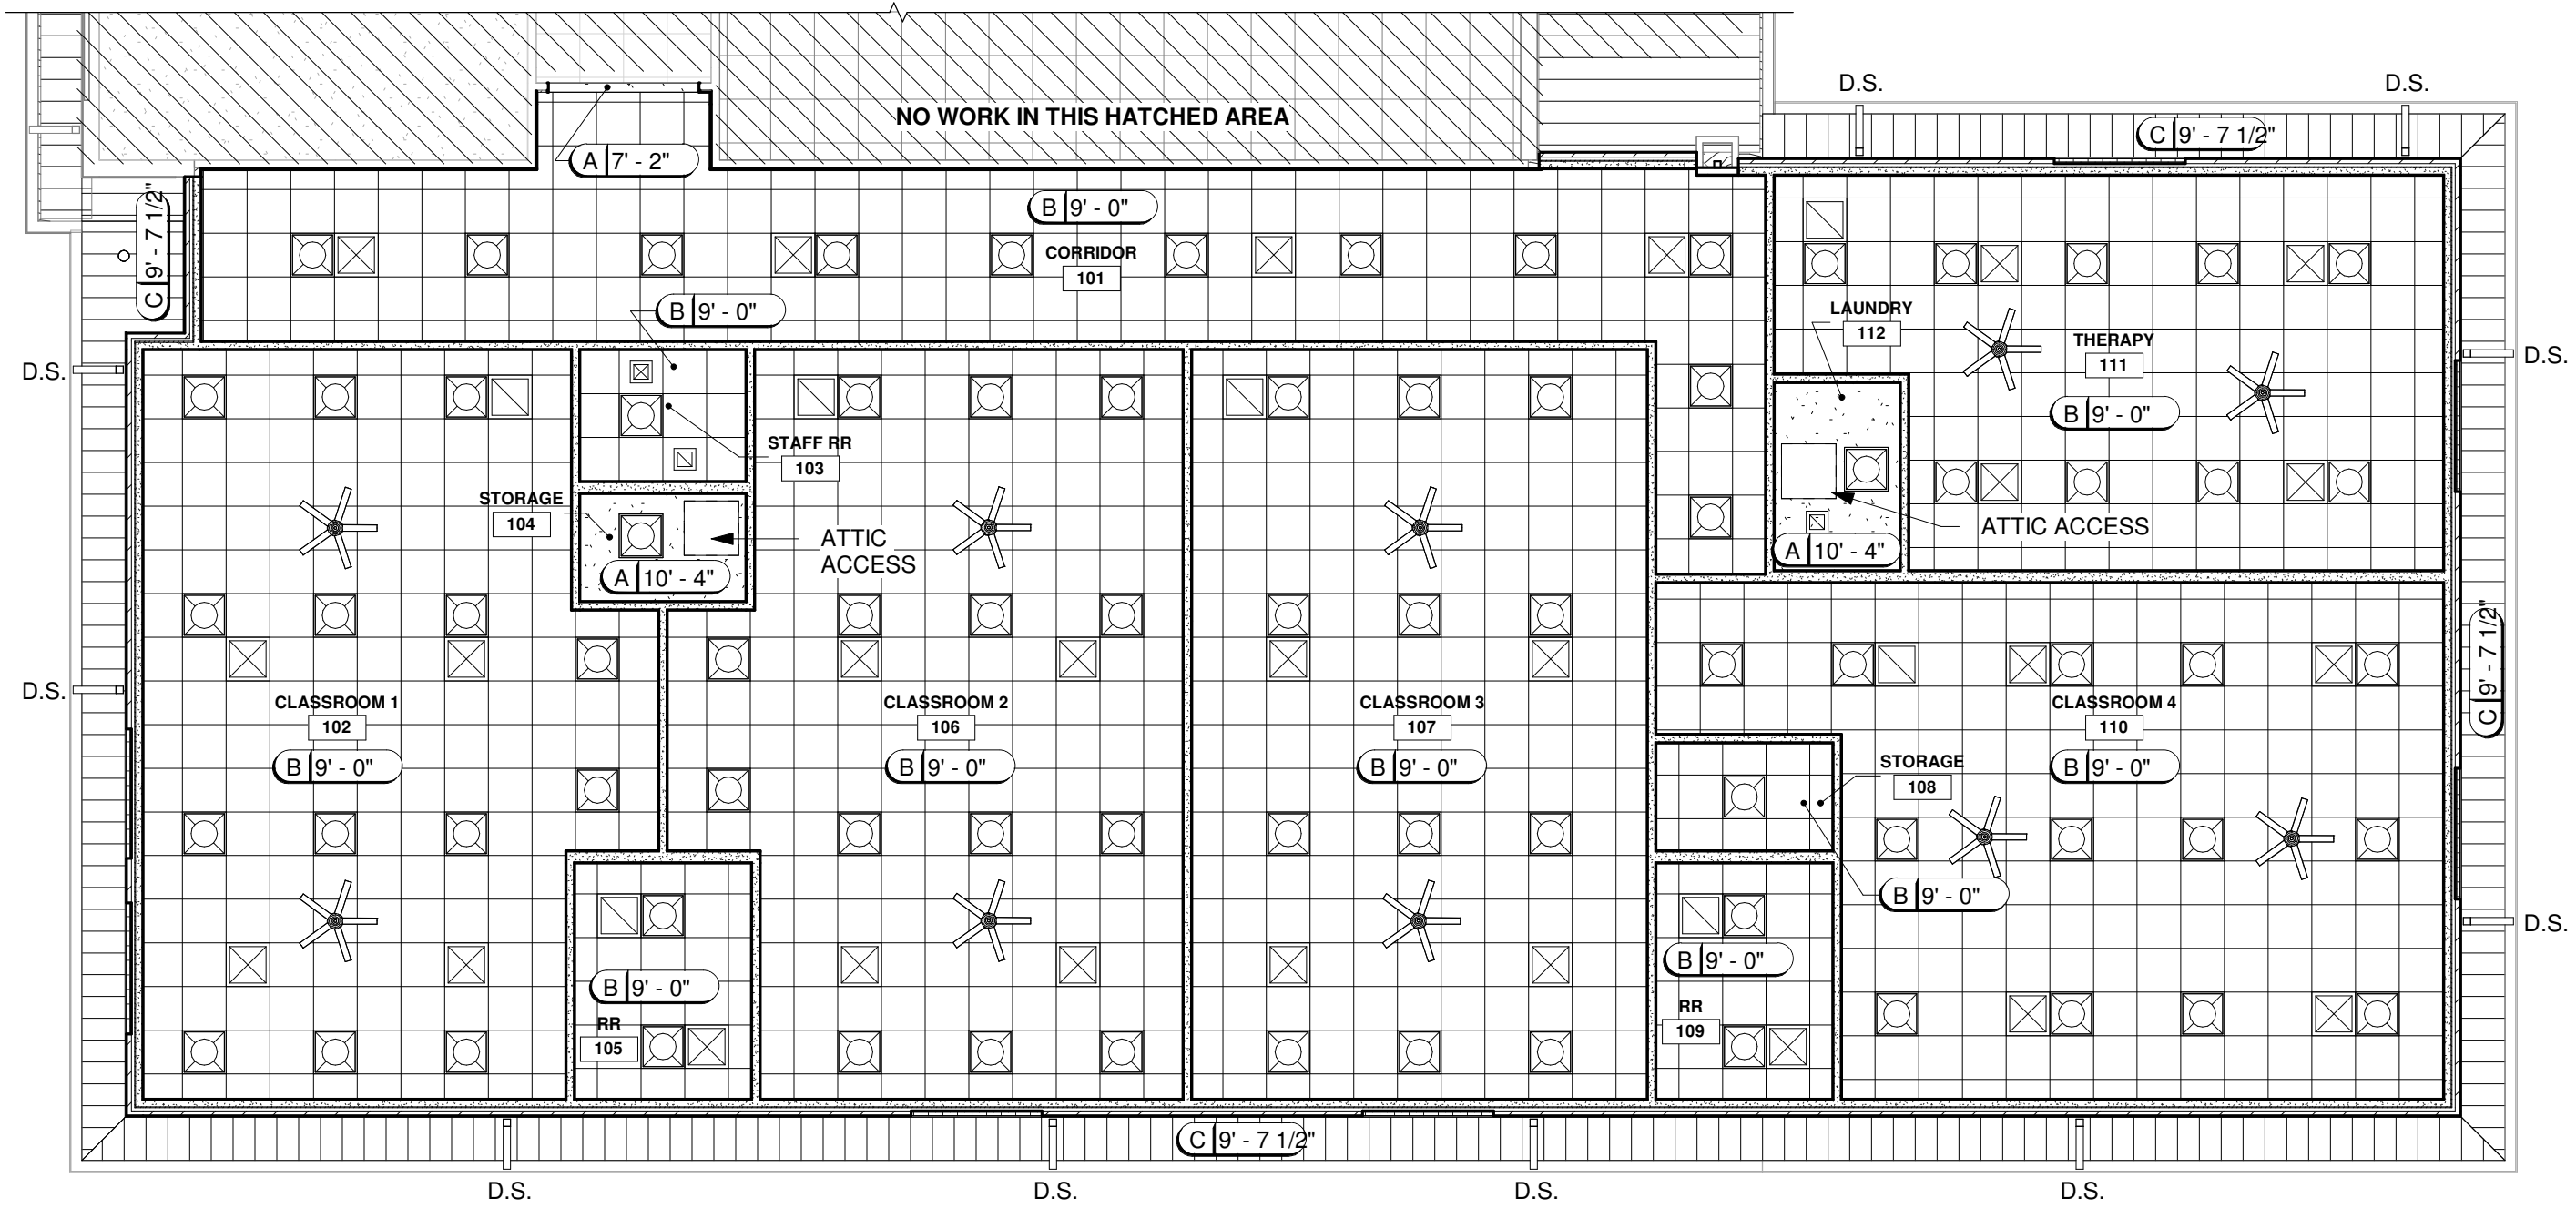 D.S.
D.S.
NO WORK IN THIS HATCHED AREA
C 9' - 7 1/2"
A 7' - 2"
C 9' - 7 1/2"
B 9' - 0"
CORRIDOR
101
B 9' - 0"
LAUNDRY
112
THERAPY
111
B 9' - 0"
D.S.
D.S.
STAFF RR
103
STORAGE
104
ATTIC
ACCESS
A 10' - 4"
ATTIC ACCESS
A 10' - 4"
C 9' - 7 1/2"
D.S.
CLASSROOM 1
102
B 9' - 0"
CLASSROOM 2
106
B 9' - 0"
CLASSROOM 3
107
B 9' - 0"
CLASSROOM 4
110
B 9' - 0"
STORAGE
108
B 9' - 0"
D.S.
B 9' - 0"
RR
105
B 9' - 0"
RR
109
C 9' - 7 1/2"
D.S.
D.S.
D.S.
D.S.